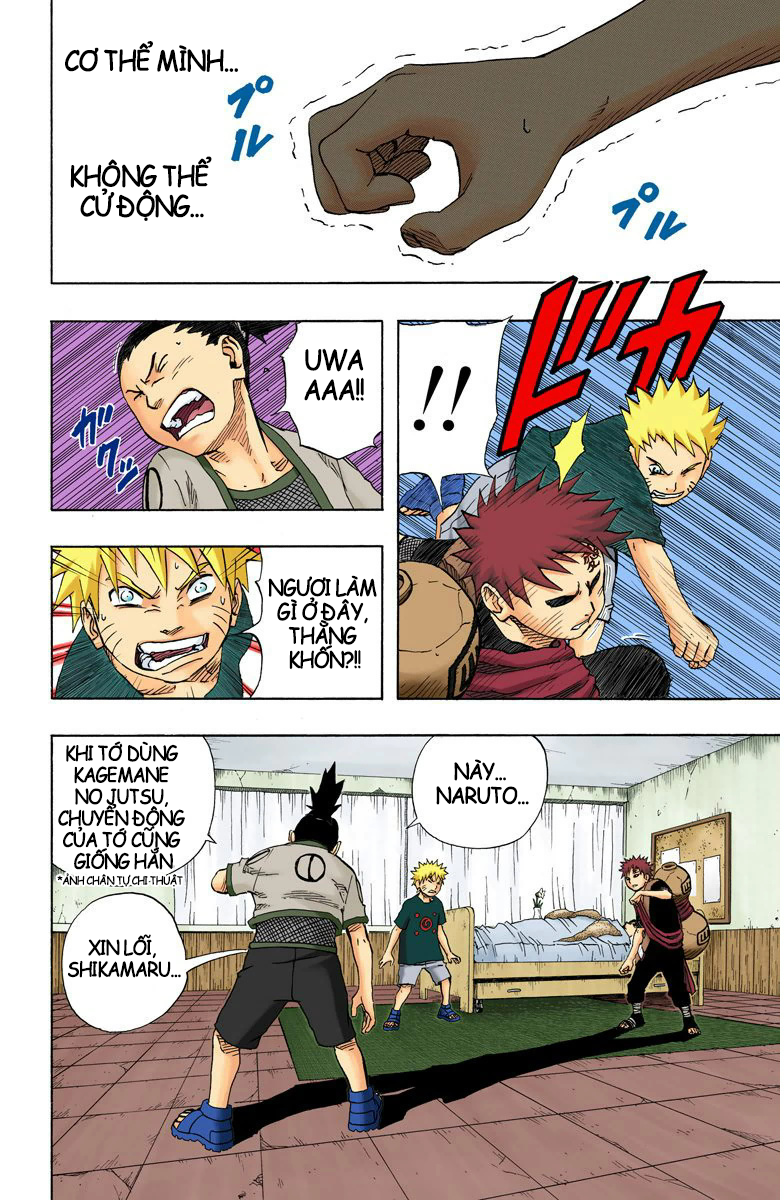 CƠ THỂ MÌNH...
プル
KHÔNG THỂ
CỬ ĐỘNG...
プル
ドカ
!!
UWA
AAA!!
ガッ
NGƯƠI LÀM
GÌ Ở ĐÂY,
THẰNG
KHỐN?!!
KHI TỚ DÙNG
KAGEMANE
NO JUTSU,
CHUYỂN ĐỘNG
CỦA TỚ CŨNG
GIỐNG HẮN
*ẢNH CHÂN TỰ CHI THUẬT
NÀY...
NARUTO...
XIN LỖI,
SHIKAMARU...